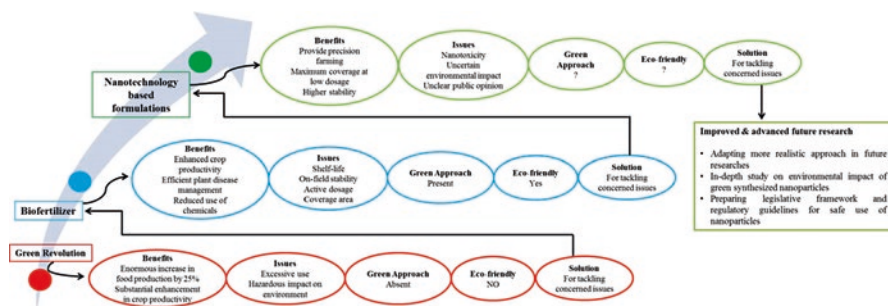 Nanotechnology
based formulations
Benefits
Provide precision
farming
Maximum coverage at
low dosage
Higher stability
Issues
Nanotoxicity
Uncertain
environmental impact
Unclear public opinion
Green
Approach
?
Eco-friendly
?
Solution
For tackling
concerned issues
Improved & advanced future research
• Adapting more realistic approach in future
researches
• In-depth study on environmental impact of
green synthesized nanoparticles
• Preparing legislative framework and
regulatory guidelines for safe use of
nanoparticles
Biofertilizer
Benefits
Enhanced crop
productivity
Efficient plant disease
management
Reduced use of
chemicals
Issues
Shelf-life
On-field stability
Active dosage
Coverage area
Green Approach
Present
Eco-friendly
Yes
Solution
For tackling
concerned issues
Green Revolution
Benefits
Enormous increase in
food production by 25%
Substantial enhancement
in crop productivity
Issues
Excessive use
Hazardous impact on
environment
Green Approach
Absent
Eco-friendly
NO
Solution
For tackling
concerned issues